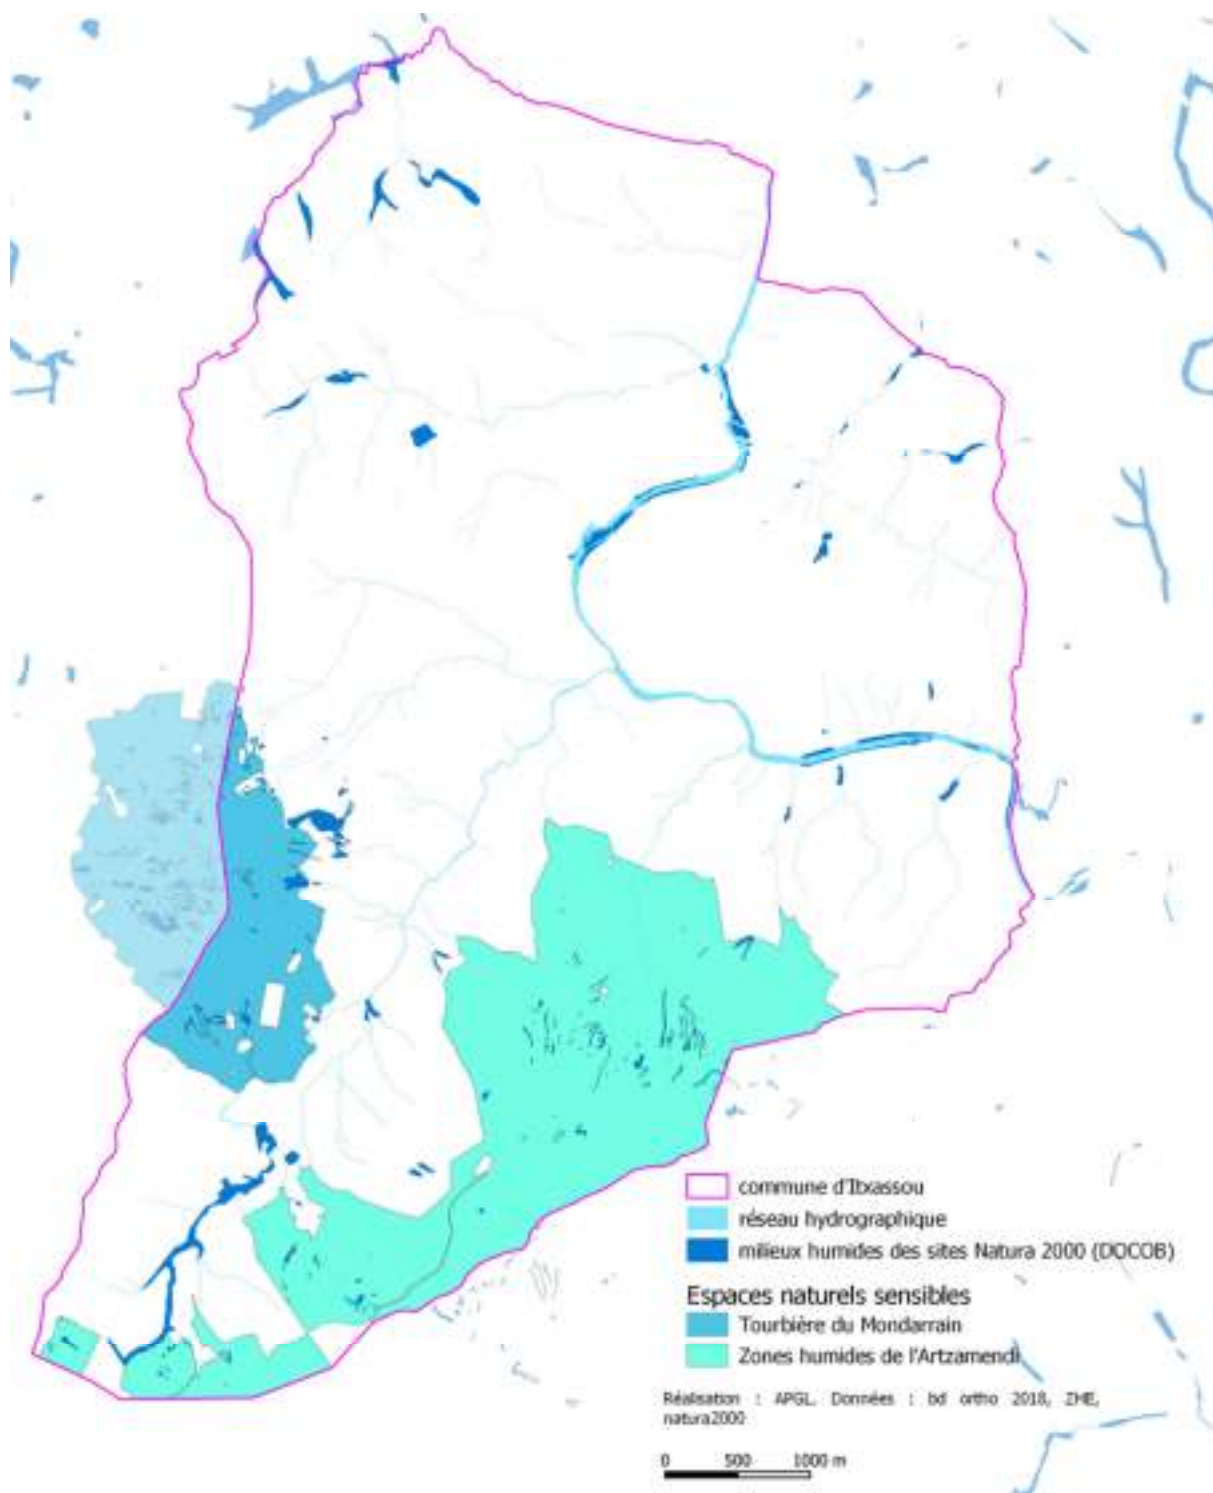 commune d'Itxassou
réseau hydrographique
milieux humides des sites Natura 2000 (DOCOB)
Espaces naturels sensibles
Tourbière du Mondarrain
Zones humides de l'Artzamendi
Réalisation : APGL, Données : bd ortho 2018, ZHE,
natura2000
0 500 1000 m